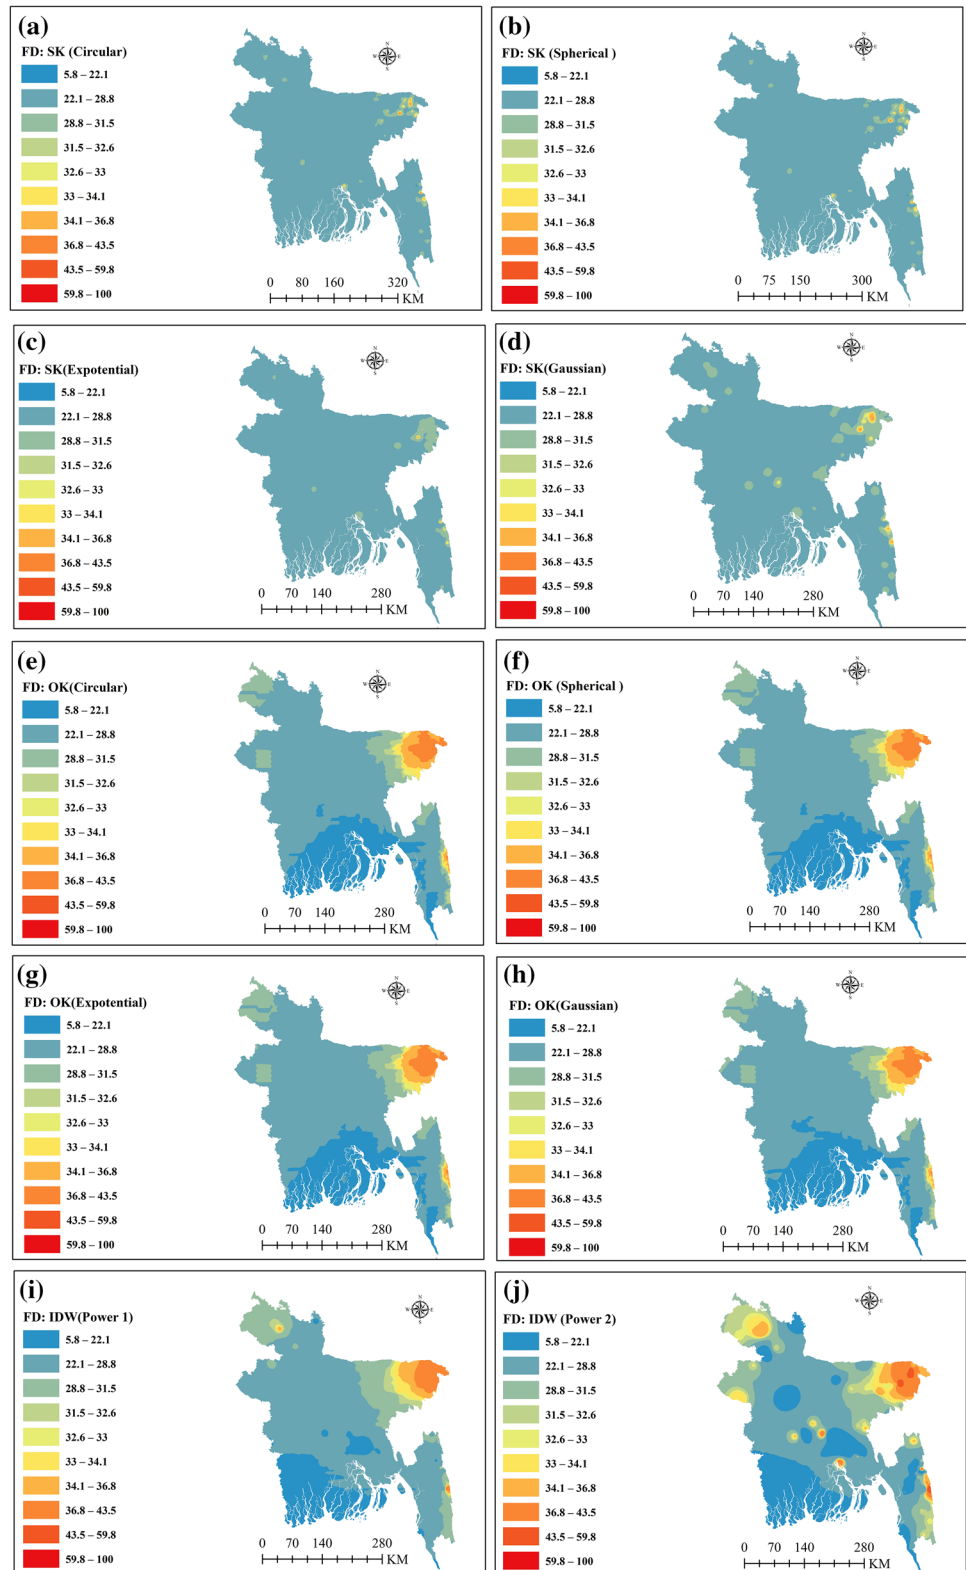 (a)
FD: SK (Circular)
5.8 – 22.1
22.1 – 28.8
28.8 – 31.5
31.5 – 32.6
32.6 – 33
33 – 34.1
34.1 – 36.8
36.8 – 43.5
43.5 – 59.8
59.8 – 100
N
W E
S
0 80 160 320
KM
(b)
FD: SK (Spherical )
5.8 – 22.1
22.1 – 28.8
28.8 – 31.5
31.5 – 32.6
32.6 – 33
33 – 34.1
34.1 – 36.8
36.8 – 43.5
43.5 – 59.8
59.8 – 100
N
W E
S
0 75 150 300
KM
(c)
FD: SK(Expotential)
5.8 – 22.1
22.1 – 28.8
28.8 – 31.5
31.5 – 32.6
32.6 – 33
33 – 34.1
34.1 – 36.8
36.8 – 43.5
43.5 – 59.8
59.8 – 100
N
W E
S
0 70 140 280
KM
(d)
FD: SK(Gaussian)
5.8 – 22.1
22.1 – 28.8
28.8 – 31.5
31.5 – 32.6
32.6 – 33
33 – 34.1
34.1 – 36.8
36.8 – 43.5
43.5 – 59.8
59.8 – 100
N
W E
S
0 70 140 280
KM
(e)
FD: OK(Circular)
5.8 – 22.1
22.1 – 28.8
28.8 – 31.5
31.5 – 32.6
32.6 – 33
33 – 34.1
34.1 – 36.8
36.8 – 43.5
43.5 – 59.8
59.8 – 100
N
W E
S
0 70 140 280
KM
(f)
FD: OK (Spherical )
5.8 – 22.1
22.1 – 28.8
28.8 – 31.5
31.5 – 32.6
32.6 – 33
33 – 34.1
34.1 – 36.8
36.8 – 43.5
43.5 – 59.8
59.8 – 100
N
W E
S
0 70 140 280
KM
(g)
FD: OK(Expotential)
5.8 – 22.1
22.1 – 28.8
28.8 – 31.5
31.5 – 32.6
32.6 – 33
33 – 34.1
34.1 – 36.8
36.8 – 43.5
43.5 – 59.8
59.8 – 100
N
W E
S
0 70 140 280
KM
(h)
FD: OK(Gaussian)
5.8 – 22.1
22.1 – 28.8
28.8 – 31.5
31.5 – 32.6
32.6 – 33
33 – 34.1
34.1 – 36.8
36.8 – 43.5
43.5 – 59.8
59.8 – 100
N
W E
S
0 70 140 280
KM
(i)
FD: IDW(Power 1)
5.8 – 22.1
22.1 – 28.8
28.8 – 31.5
31.5 – 32.6
32.6 – 33
33 – 34.1
34.1 – 36.8
36.8 – 43.5
43.5 – 59.8
59.8 – 100
N
W E
S
0 70 140 280
KM
(j)
FD: IDW (Power 2)
5.8 – 22.1
22.1 – 28.8
28.8 – 31.5
31.5 – 32.6
32.6 – 33
33 – 34.1
34.1 – 36.8
36.8 – 43.5
43.5 – 59.8
59.8 – 100
N
W E
S
0 70 140 280
KM